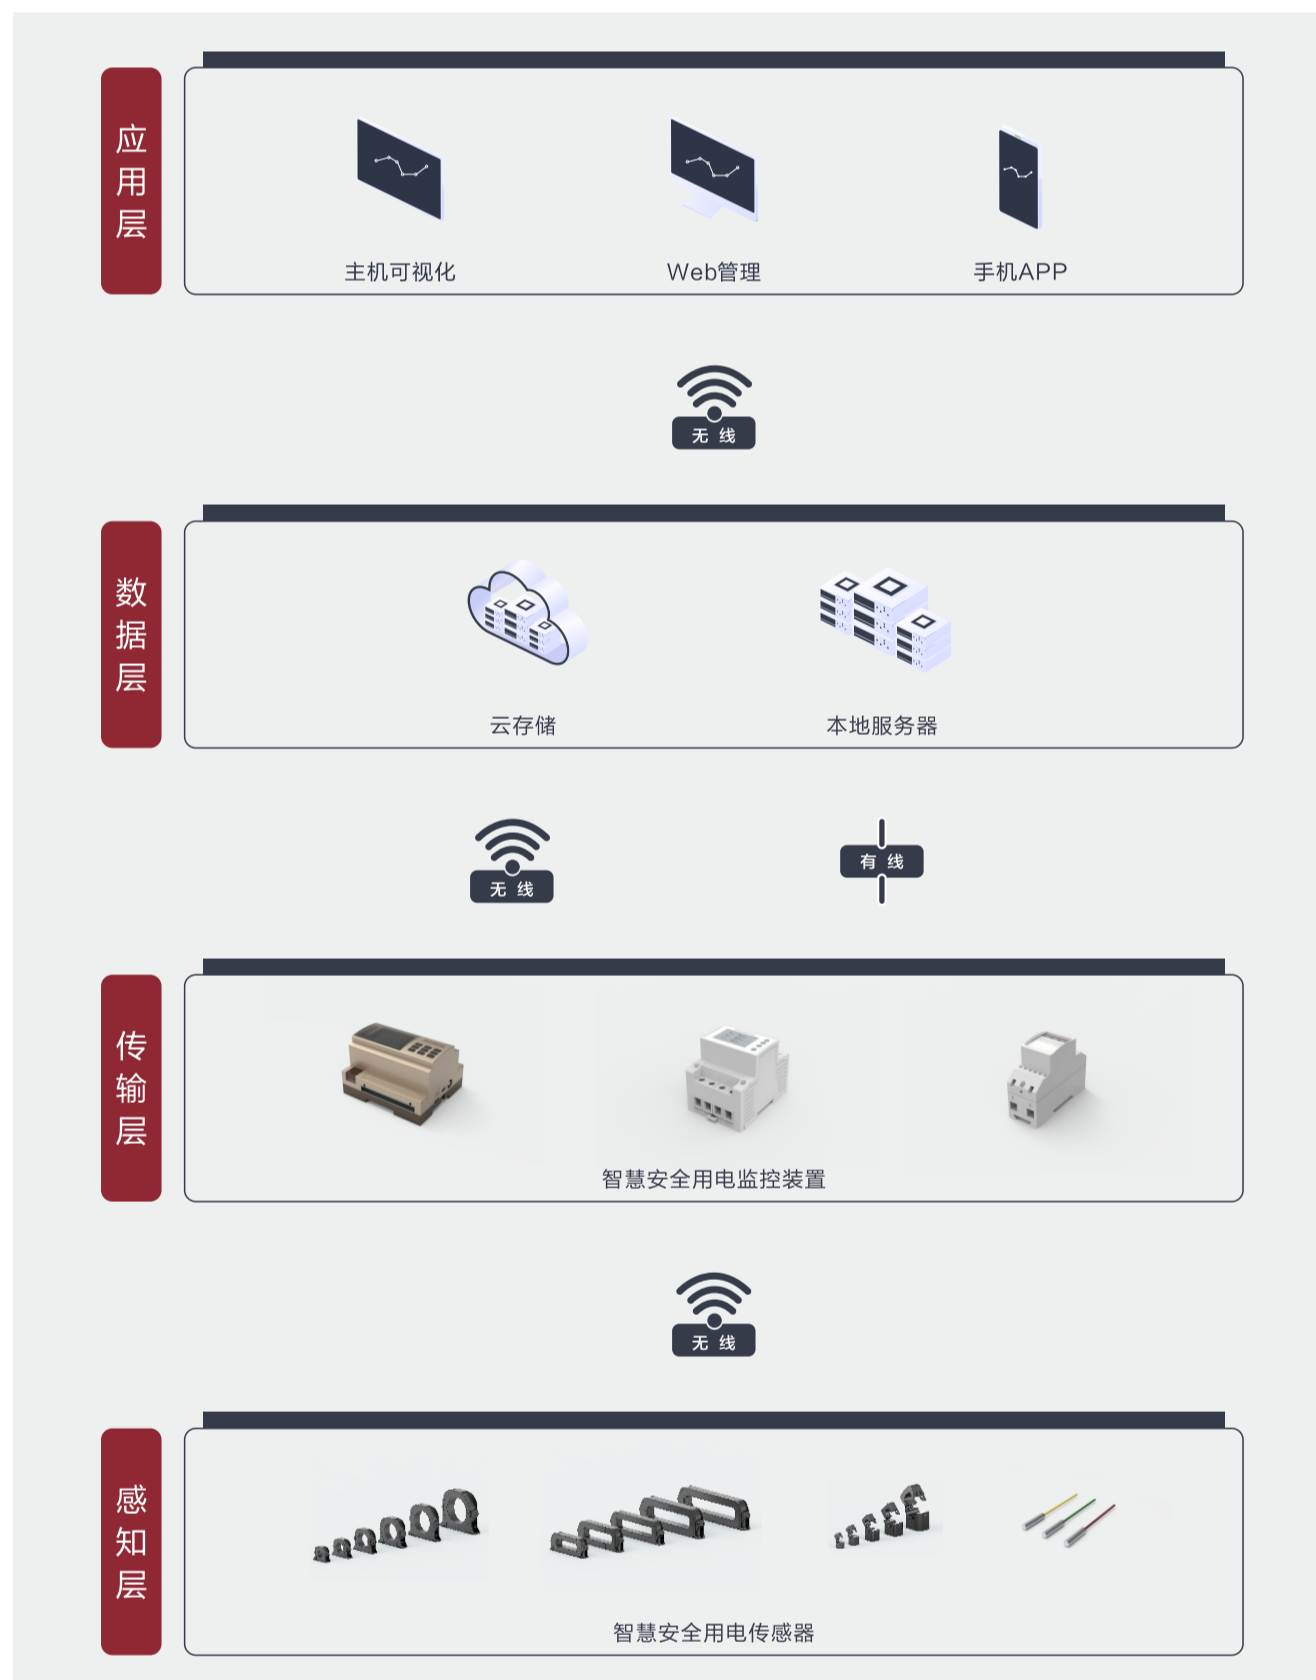 应用层
主机可视化
Web管理
手机APP
无线
数据层
云存储
本地服务器
无线
有线
传输层
智慧安全用电监控装置
无线
感知层
智慧安全用电传感器